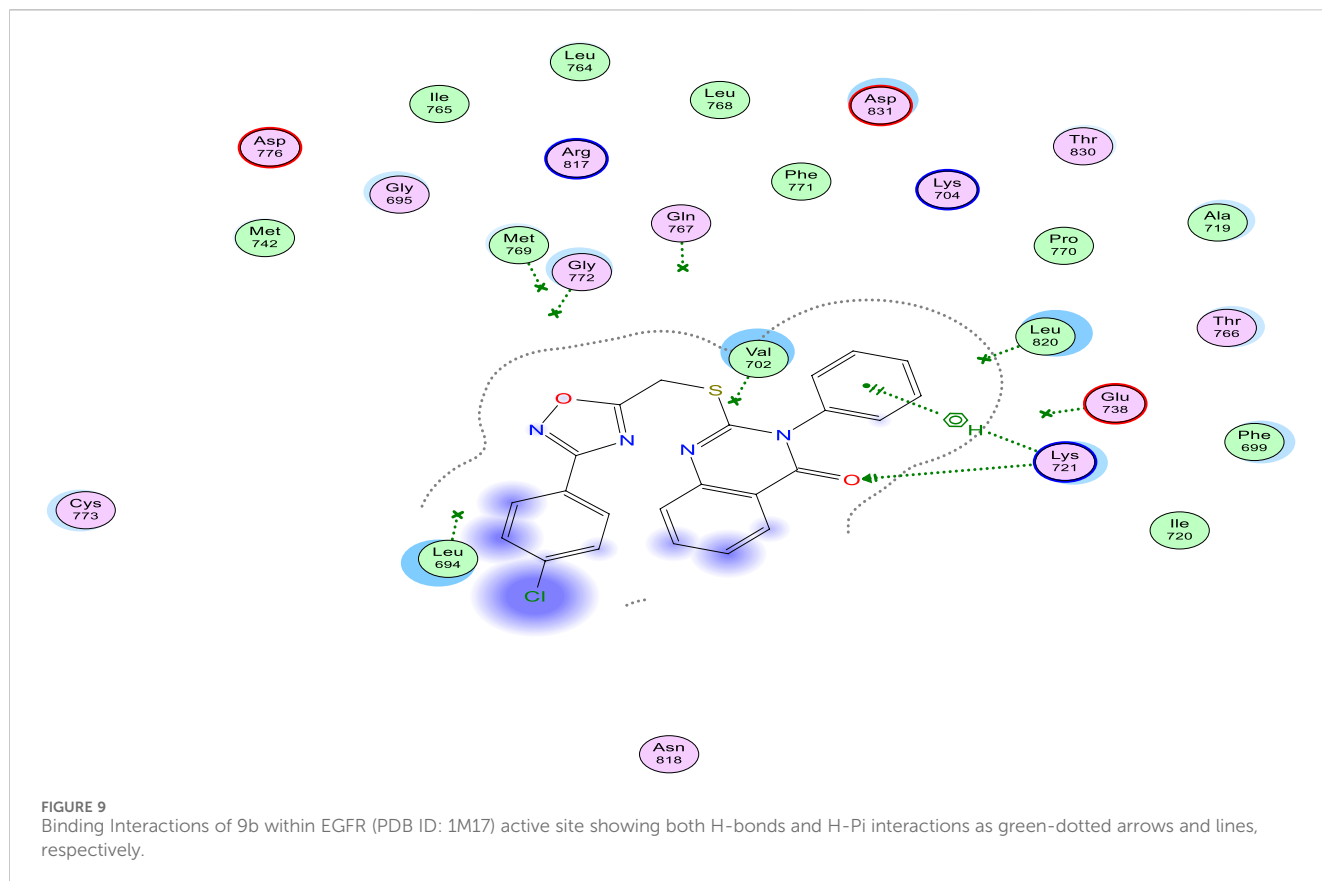 Leu
764
Ile
765
Leu
768
Asp
831
Asp
776
Arg
817
Thr
830
Gly
695
Phe
771
Lys
704
Met
742
Met
769
Gln
767
Gly
772
Pro
770
Ala
719
Val
702
Leu
820
Thr
766
O
S
Glu
738
N
N
N
N
H
Phe
699
Lys
721
O
Cys
773
Leu
694
Ile
720
Cl
Asn
818
FIGURE 9
Binding Interactions of 9b within EGFR (PDB ID: 1M17) active site showing both H-bonds and H-Pi interactions as green-dotted arrows and lines,
respectively.